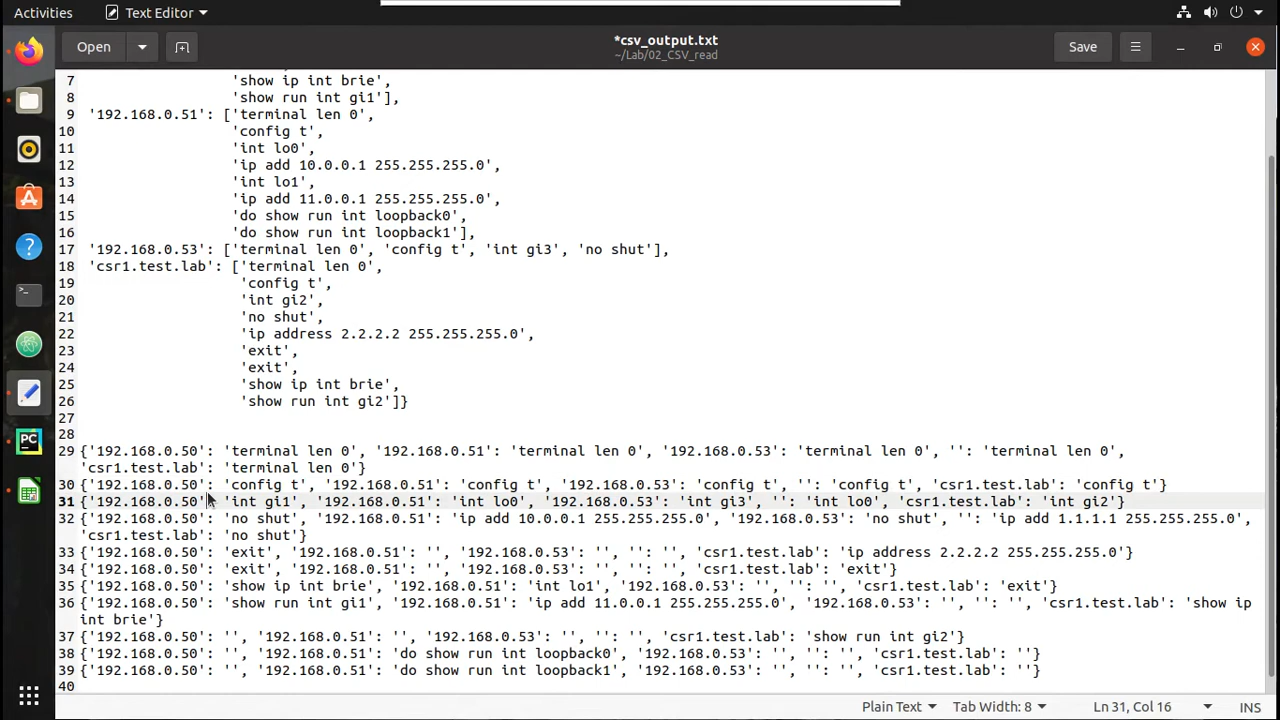 Activities Text Editor
Open *csv_output.txt Save
~/Lab/02_CSV_read
7 'show ip int brie',
8 'show run int gi1'],
9 '192.168.0.51': ['terminal len 0',
10 'config t',
11 'int lo0',
12 'ip add 10.0.0.1 255.255.255.0',
13 'int lo1',
14 'ip add 11.0.0.1 255.255.255.0',
15 'do show run int loopback0',
16 'do show run int loopback1'],
17 '192.168.0.53': ['terminal len 0', 'config t', 'int gi3', 'no shut'],
18 'csr1.test.lab': ['terminal len 0',
19 'config t',
20 'int gi2',
21 'no shut',
22 'ip address 2.2.2.2 255.255.255.0',
23 'exit',
24 'exit',
25 'show ip int brie',
26 'show run int gi2']}
27
28
29 {'192.168.0.50': 'terminal len 0', '192.168.0.51': 'terminal len 0', '192.168.0.53': 'terminal len 0', '': 'terminal len 0',
'csr1.test.lab': 'terminal len 0'}
30 {'192.168.0.50': 'config t', '192.168.0.51': 'config t', '192.168.0.53': 'config t', '': 'config t', 'csr1.test.lab': 'config t'}
31 {'192.168.0.50': 'int gi1', '192.168.0.51': 'int lo0', '192.168.0.53': 'int gi3', '': 'int lo0', 'csr1.test.lab': 'int gi2'}
32 {'192.168.0.50': 'no shut', '192.168.0.51': 'ip add 10.0.0.1 255.255.255.0', '192.168.0.53': 'no shut', '': 'ip add 1.1.1.1 255.255.255.0',
'csr1.test.lab': 'no shut'}
33 {'192.168.0.50': 'exit', '192.168.0.51': '', '192.168.0.53': '', '': '', 'csr1.test.lab': 'ip address 2.2.2.2 255.255.255.0'}
34 {'192.168.0.50': 'exit', '192.168.0.51': '', '192.168.0.53': '', '': '', 'csr1.test.lab': 'exit'}
35 {'192.168.0.50': 'show ip int brie', '192.168.0.51': 'int lo1', '192.168.0.53': '', '': '', 'csr1.test.lab': 'exit'}
36 {'192.168.0.50': 'show run int gi1', '192.168.0.51': 'ip add 11.0.0.1 255.255.255.0', '192.168.0.53': '', '': '', 'csr1.test.lab': 'show ip
int brie'}
37 {'192.168.0.50': '', '192.168.0.51': '', '192.168.0.53': '', '': '', 'csr1.test.lab': 'show run int gi2'}
38 {'192.168.0.50': '', '192.168.0.51': 'do show run int loopback0', '192.168.0.53': '', '': '', 'csr1.test.lab': ''}
39 {'192.168.0.50': '', '192.168.0.51': 'do show run int loopback1', '192.168.0.53': '', '': '', 'csr1.test.lab': ''}
40
Plain Text Tab Width: 8 Ln 31, Col 16 INS